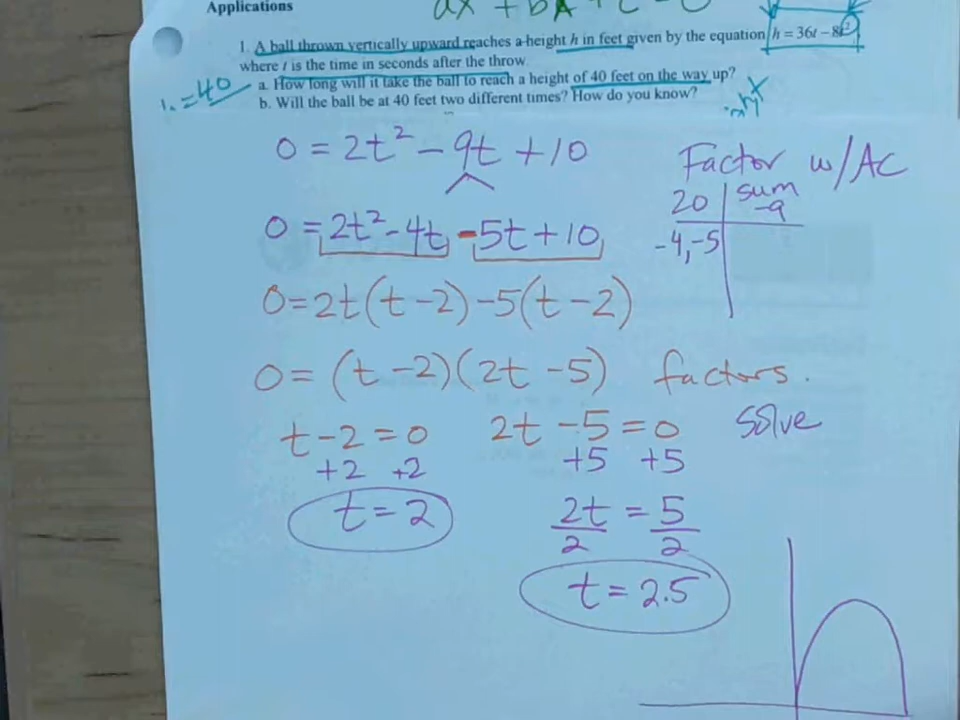 Applications
1. A ball thrown vertically upward reaches a height h in feet given by the equation h = 36t – 8t²
where t is the time in seconds after the throw.
a. How long will it take the ball to reach a height of 40 feet on the way up?
b. Will the ball be at 40 feet two different times? How do you know?
h = 40
0 = 2t² - 9t + 10
Factor w/AC
20 sum
-9
0 = 2t² - 4t - 5t + 10
-4, -5
0 = 2t(t - 2) - 5(t - 2)
0 = (t - 2)(2t - 5) factors.
t - 2 = 0 2t - 5 = 0 solve
+2 +2 +5 +5
t = 2
2t = 5
2 2
t = 2.5